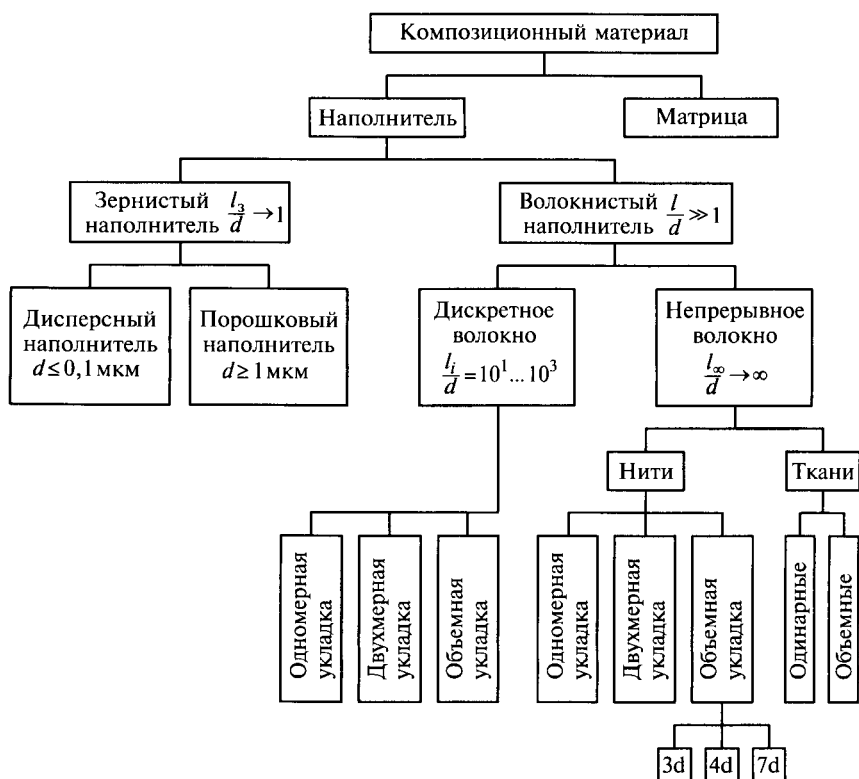 Композиционный материал
Наполнитель
Матрица
Зернистый
наполнитель l₃/d → 1
Волокнистый
наполнитель l/d ≫ 1
Дисперсный
наполнитель
d ≤ 0,1 мкм
Порошковый
наполнитель
d ≥ 1 мкм
Дискретное
волокно
lᵢ/d = 10¹ ... 10³
Непрерывное
волокно
l∞/d → ∞
Нити
Ткани
Одномерная
укладка
Двухмерная
укладка
Объемная
укладка
Одномерная
укладка
Двухмерная
укладка
Объемная
укладка
Одинарные
Объемные
3d
4d
7d